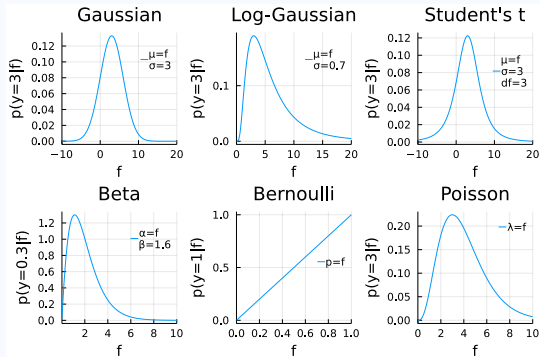 Gaussian
p(y=3|f)
0.12
0.10
0.08
0.06
0.04
0.02
0.00
μ=f
σ=3
-10
0
10
20
f
Log-Gaussian
p(y=3|f)
0.1
0.0
μ=f
σ=0.7
0
5
10
15
20
f
Student's t
p(y=3|f)
0.12
0.10
0.08
0.06
0.04
0.02
0.00
μ=f
σ=3
df=3
-10
0
10
20
f
Beta
p(y=0.3|f)
1.2
1.0
0.8
0.5
0.2
0.0
α=f
β=1.6
2
4
6
8
10
f
Bernoulli
p(y=1|f)
1.0
0.5
0.0
p=f
0.0
0.2
0.4
0.6
0.8
1.0
f
Poisson
p(y=3|f)
0.20
0.15
0.10
0.05
0.00
λ=f
0
2
4
6
8
10
f